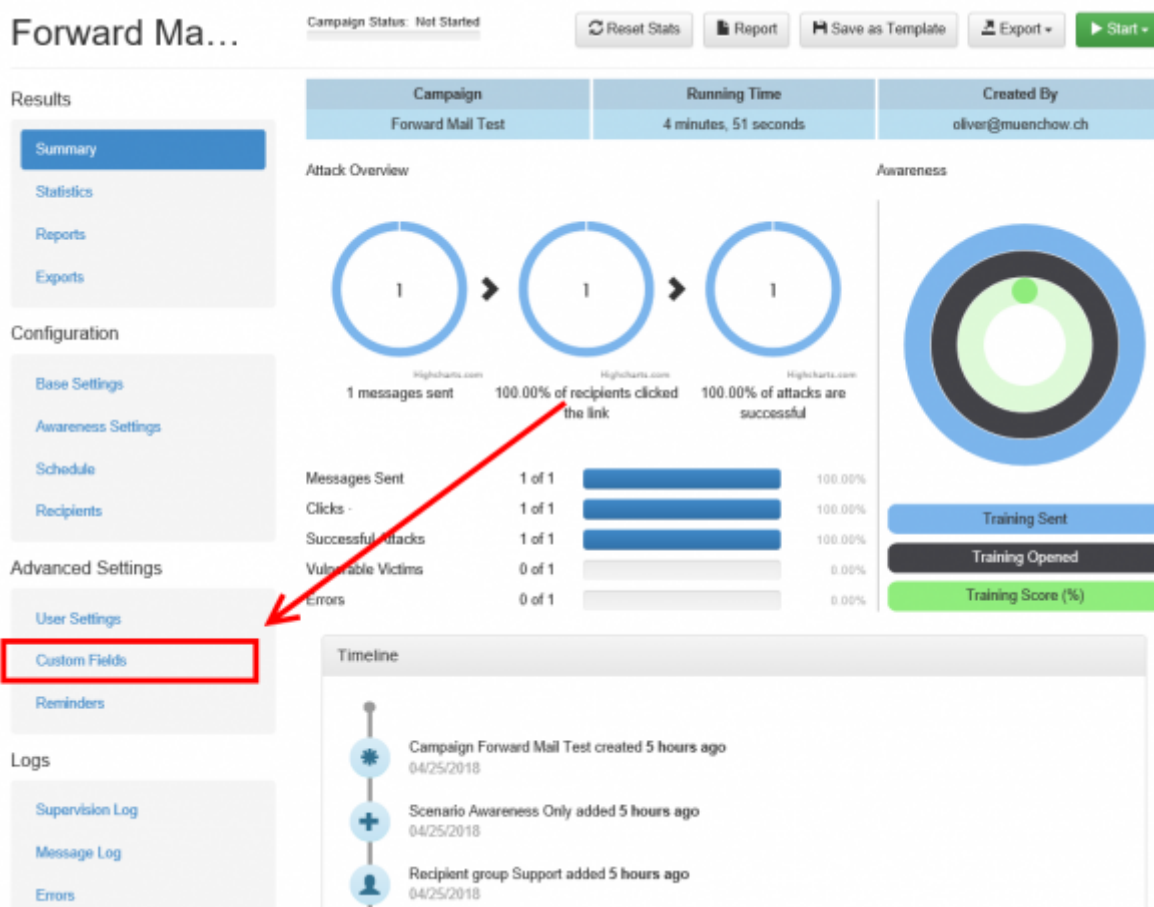 Forward Ma...
Campaign Status: Not Started
Reset Stats
Report
Save as Template
Export
Start
Results
Summary
Statistics
Reports
Exports
Configuration
Base Settings
Awareness Settings
Schedule
Recipients
Advanced Settings
User Settings
Custom Fields
Reminders
Logs
Supervision Log
Message Log
Errors
Campaign Running Time Created By
Forward Mail Test 4 minutes, 51 seconds oliver@muenchow.ch
Attack Overview
1 1 1
Highcharts.com Highcharts.com Highcharts.com
1 messages sent
100.00% of recipients clicked
the link
100.00% of attacks are
successful
Messages Sent 1 of 1 100.00%
Clicks - 1 of 1 100.00%
Successful Attacks 1 of 1 100.00%
Vulnerable Victims 0 of 1 0.00%
Errors 0 of 1 0.00%
Awareness
Training Sent
Training Opened
Training Score (%)
Timeline
Campaign Forward Mail Test created 5 hours ago
04/25/2018
Scenario Awareness Only added 5 hours ago
04/25/2018
Recipient group Support added 5 hours ago
04/25/2018